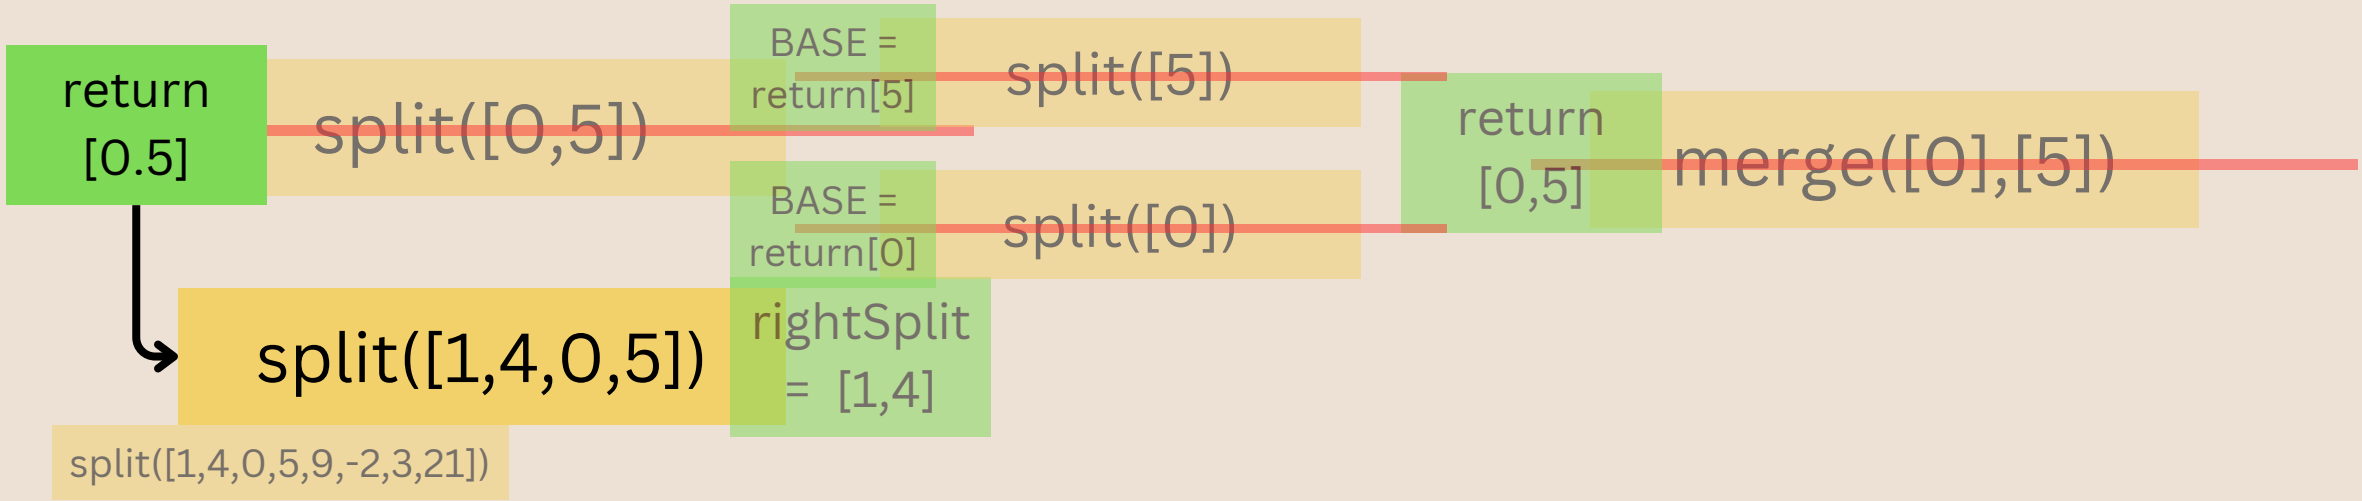 return
[0.5]
split([0,5])
BASE =
return[5]
split([5])
BASE =
return[0]
split([0])
return
[0,5]
merge([0],[5])
split([1,4,0,5])
rightSplit
= [1,4]
split([1,4,0,5,9,-2,3,21])